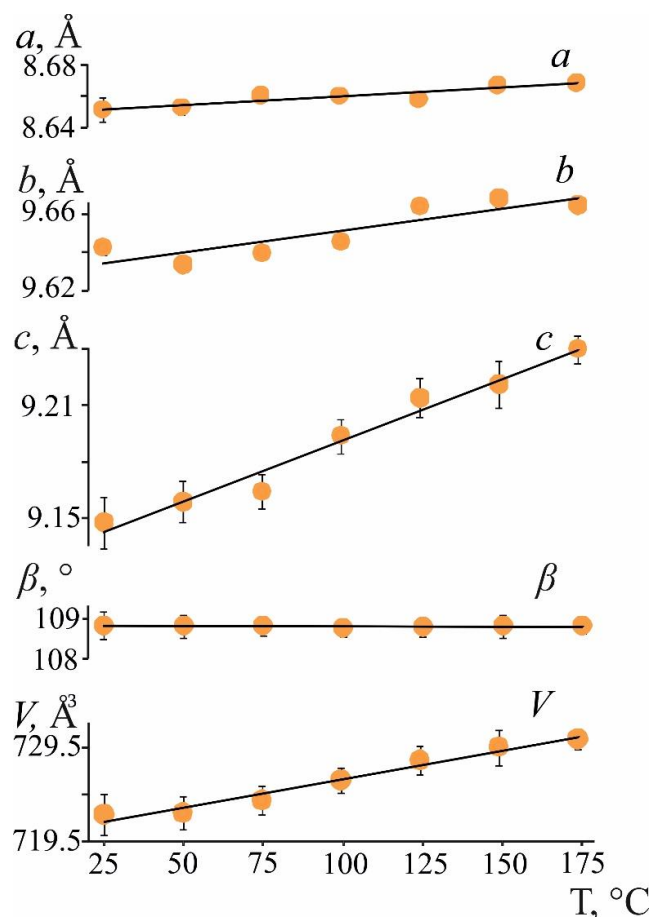 a, Å
a
8.68
8.64
b, Å
b
9.66
9.62
c, Å
c
9.21
9.15
β, °
β
109
108
V, Å³
V
729.5
719.5
25 50 75 100 125 150 175
T, °C